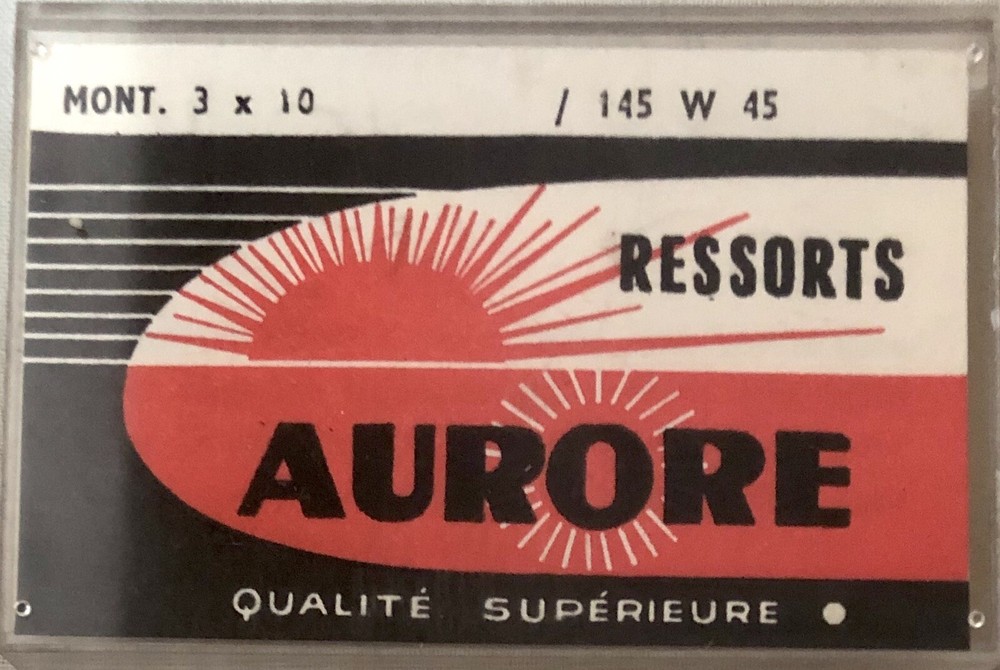 MONT. 3 x 10 / 145 W 45
RESSORTS
AURORE
QUALITÉ SUPÉRIEURE